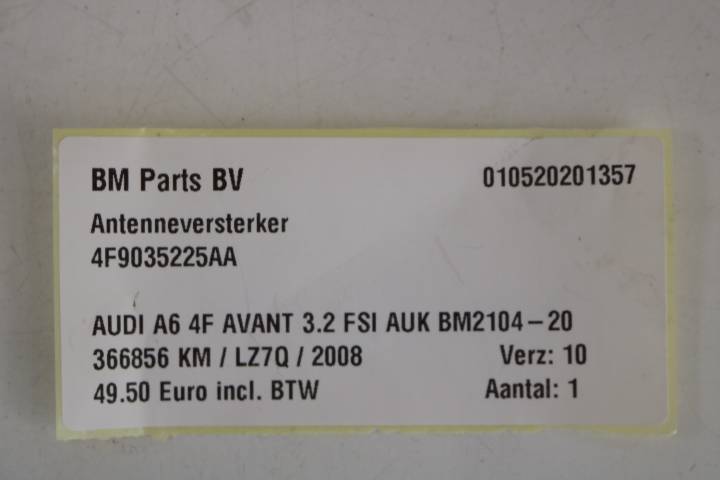 BM Parts BV 010520201357
Antenneversterker
4F9035225AA
AUDI A6 4F AVANT 3.2 FSI AUK BM2104-20
366856 KM / LZ7Q / 2008 Verz: 10
49.50 Euro incl. BTW Aantal: 1